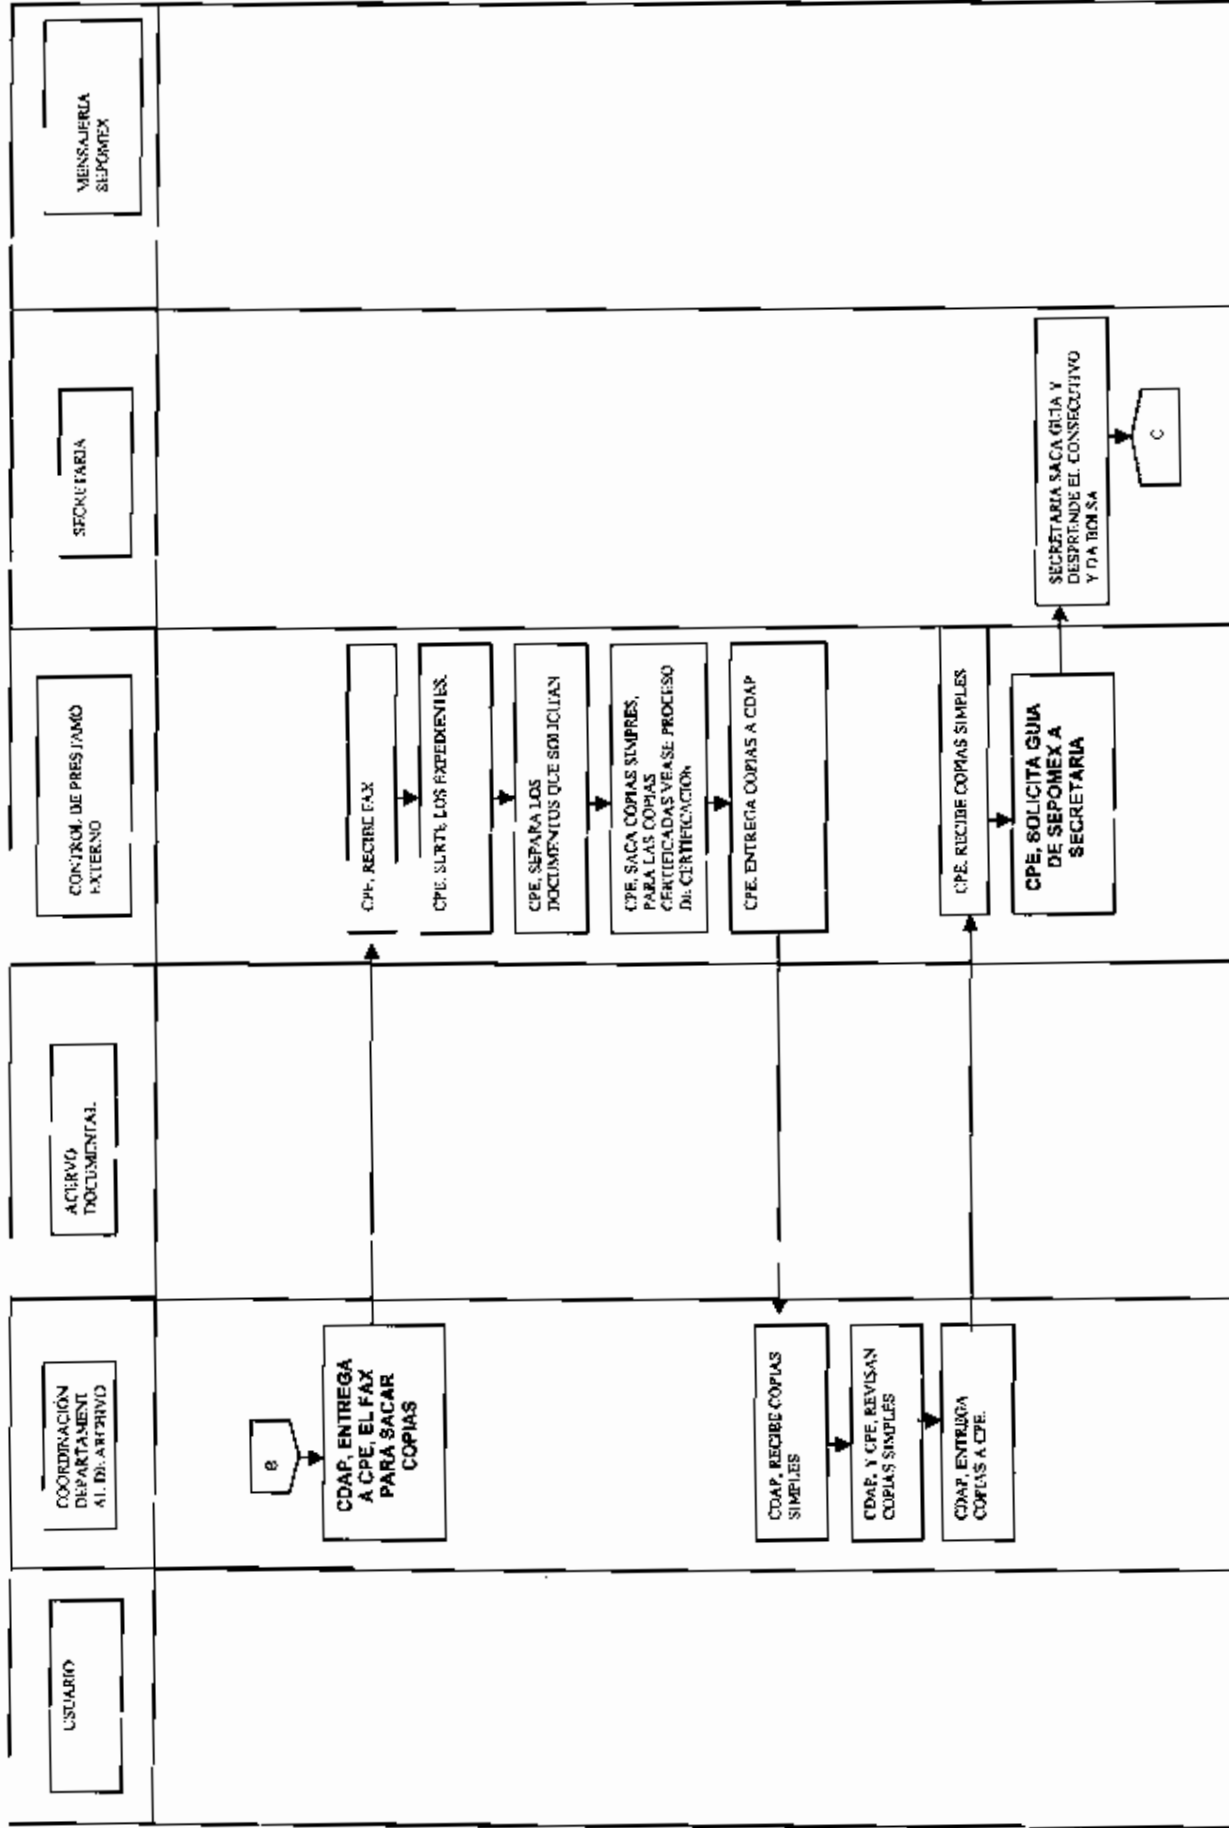 USUARIO
COORDINACIÓN
DEPARTAMENT
AL DE ARCHIVO
ACERVO
DOCUMENTAL
CONTROL DE PRESTAMO
EXTERNO
SECRETARIA
MENSAJERIA
SEPOMEX
B
CDAP, ENTREGA
A CPE, EL FAX
PARA SACAR
COPIAS
CPE, RECIBE FAX
CPE, SURTE LOS EXPEDIENTES.
CPE, SEPARA LOS
DOCUMENTOS QUE SOLICITAN
CPE, SACA COPIAS SIMPRES,
PARA LAS COPIAS
CERTIFICADAS VEASE PROCESO
DE CERTIFICACION
CPE, ENTREGA COPIAS A CDAP
CDAP, RECIBE COPIAS
SIMPLES
CDAP, Y CPE, REVISAN
COPIAS SIMPLES
CDAP, ENTREGA
COPIAS A CPE.
CPE, RECIBE COPIAS SIMPLES
CPE, SOLICITA GUIA
DE SEPOMEX A
SECRETARIA
SECRETARIA SACA GUIA Y
DESPRENDE EL CONSECUTIVO
Y DA BOLSA
C